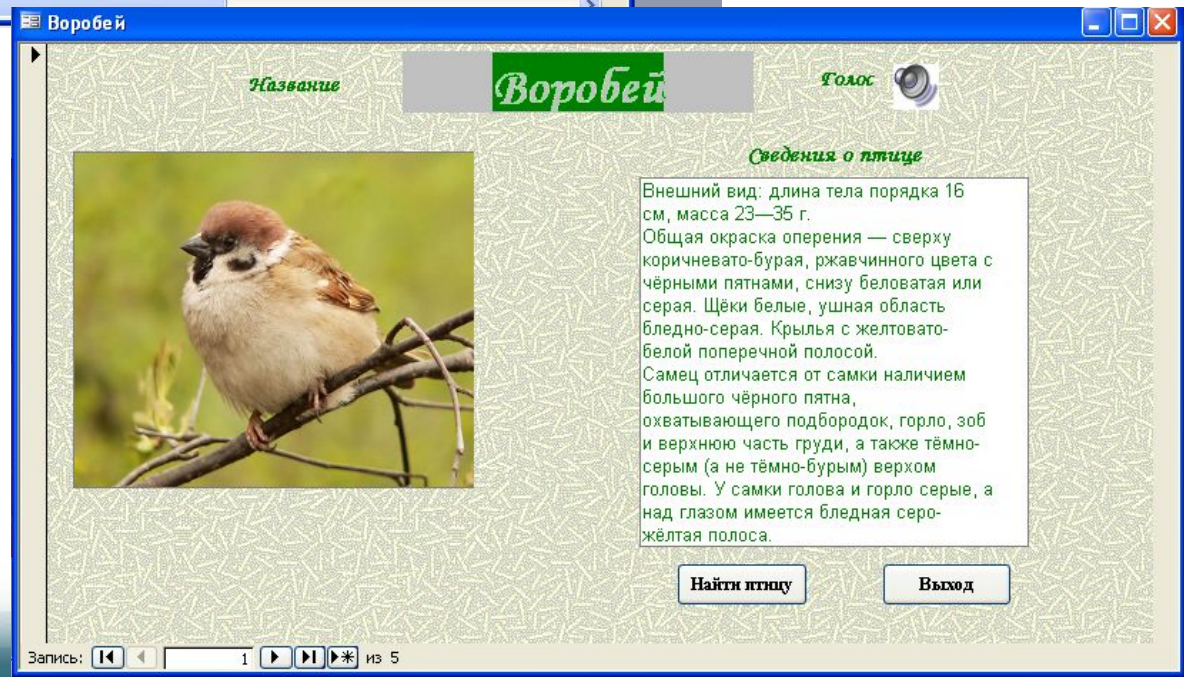 Воробей
Название
Воробей
Голос
Сведения о птице
Внешний вид: длина тела порядка 16
см, масса 23—35 г.
Общая окраска оперения — сверху
коричневато-бурая, ржавчинного цвета с
чёрными пятнами, снизу беловатая или
серая. Щёки белые, ушная область
бледно-серая. Крылья с желтовато-
белой поперечной полосой.
Самец отличается от самки наличием
большого чёрного пятна,
охватывающего подбородок, горло, зоб
и верхнюю часть груди, а также тёмно-
серым (а не тёмно-бурым) верхом
головы. У самки голова и горло серые, а
над глазом имеется бледная серо-
жёлтая полоса.
Найти птицу
Выход
Запись: 1 из 5